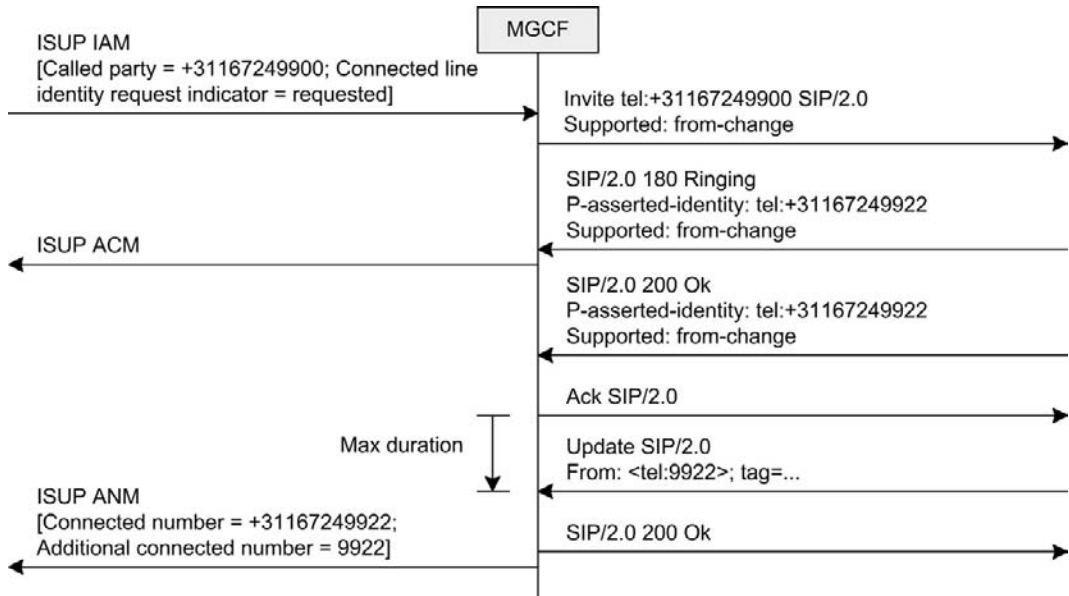 MGCF
ISUP IAM
[Called party = +31167249900; Connected line
identity request indicator = requested]
Invite tel:+31167249900 SIP/2.0
Supported: from-change
SIP/2.0 180 Ringing
P-asserted-identity: tel:+31167249922
Supported: from-change
ISUP ACM
SIP/2.0 200 Ok
P-asserted-identity: tel:+31167249922
Supported: from-change
Ack SIP/2.0
Max duration
Update SIP/2.0
From: <tel:9922>; tag=...
ISUP ANM
[Connected number = +31167249922;
Additional connected number = 9922]
SIP/2.0 200 Ok